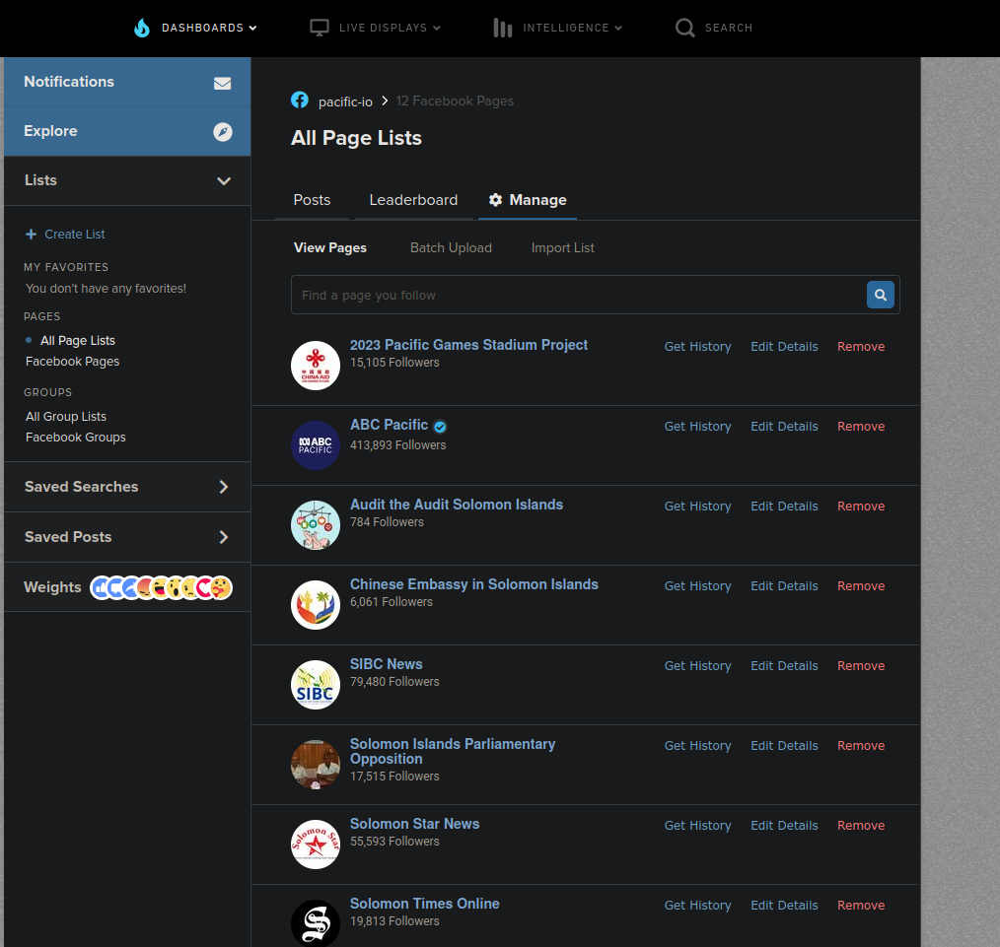 DASHBOARDS
LIVE DISPLAYS
INTELLIGENCE
SEARCH
Notifications
Explore
Lists
Create List
MY FAVORITES
You don't have any favorites!
PAGES
All Page Lists
Facebook Pages
GROUPS
All Group Lists
Facebook Groups
Saved Searches
Saved Posts
Weights
pacific-io > 12 Facebook Pages
All Page Lists
Posts
Leaderboard
Manage
View Pages
Batch Upload
Import List
Find a page you follow
CHINA AID
2023 Pacific Games Stadium Project
15,105 Followers
Get History
Edit Details
Remove
ABC
PACIFIC
ABC Pacific
413,893 Followers
Get History
Edit Details
Remove
Audit the Audit Solomon Islands
784 Followers
Get History
Edit Details
Remove
Chinese Embassy in Solomon Islands
6,061 Followers
Get History
Edit Details
Remove
SIBC
SIBC News
79,480 Followers
Get History
Edit Details
Remove
Solomon Islands Parliamentary
Opposition
17,515 Followers
Get History
Edit Details
Remove
Solomon Star
Solomon Star News
55,593 Followers
Get History
Edit Details
Remove
S
Solomon Times Online
19,813 Followers
Get History
Edit Details
Remove